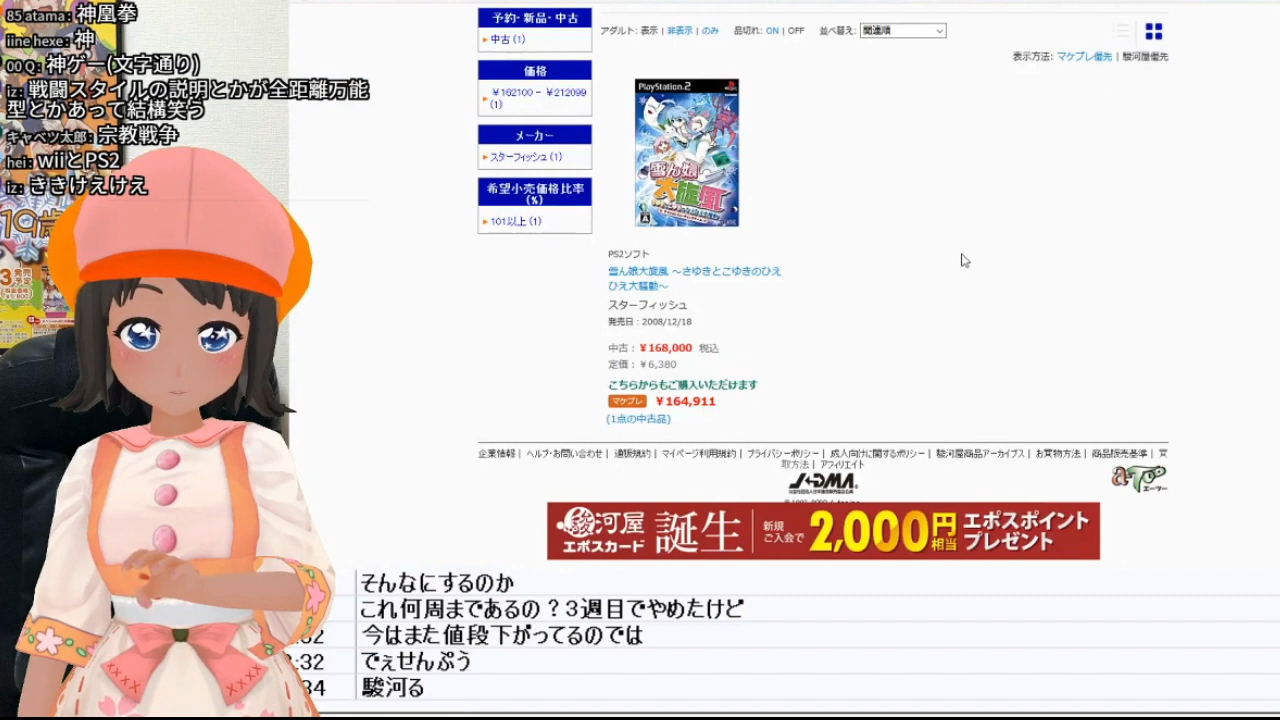 85 atama: 神凰拳
iine hexe: 神
00 Q: 神ゲー(文字通り)
iz: 戦闘スタイルの説明とかが全距離万能
型とかあって結構笑う
キャベツ太郎: 宗教戦争
hei: wiiとPS2
iz: ききけえけえ
19歳
予約・新品・中古
中古 (1)
価格
￥162100 - ￥212099
(1)
メーカー
スターフィッシュ (1)
希望小売価格比率
(%)
101以上 (1)
アダルト: 表示 | 非表示 | のみ 品切れ: ON | OFF 並べ替え: 関連順
表示方法: マケプレ優先 | 駿河屋優先
PlayStation.2
雪ん娘
大旋風
PS2ソフト
雪ん娘大旋風 ～さゆきとこゆきのひえ
ひえ大騒動～
スターフィッシュ
発売日：2008/12/18
中古：￥168,000 税込
定価：￥6,380
こちらからもご購入いただけます
マケプレ ￥164,911
(1点の中古品)
企業情報 | ヘルプ・お問い合わせ | 通販規約 | マイページ利用規約 | プライバシーポリシー | 成人向けに関するポリシー | 駿河屋商品アーカイブス | お買物方法 | 商品販売基準 | 買
取方法 | アフィリエイト
JADMA
エーツー
駿河屋
エポスカード
誕生
新規
ご入会で
2,000円
相当
エポスポイント
プレゼント
そんなにするのか
これ何周まであるの？３週目でやめたけど
:32 今はまた値段下がってるのでは
:32 でぇせんぷう
34 駿河る